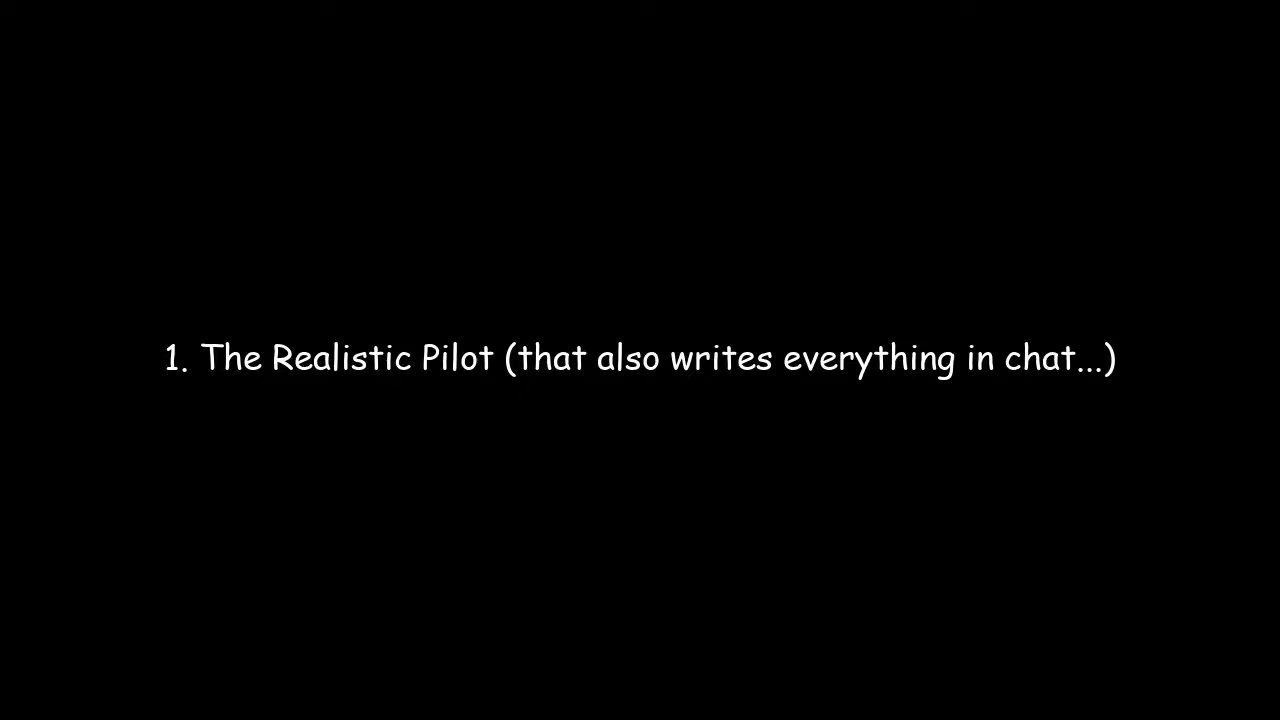 1. The Realistic Pilot (that also writes everything in chat...)